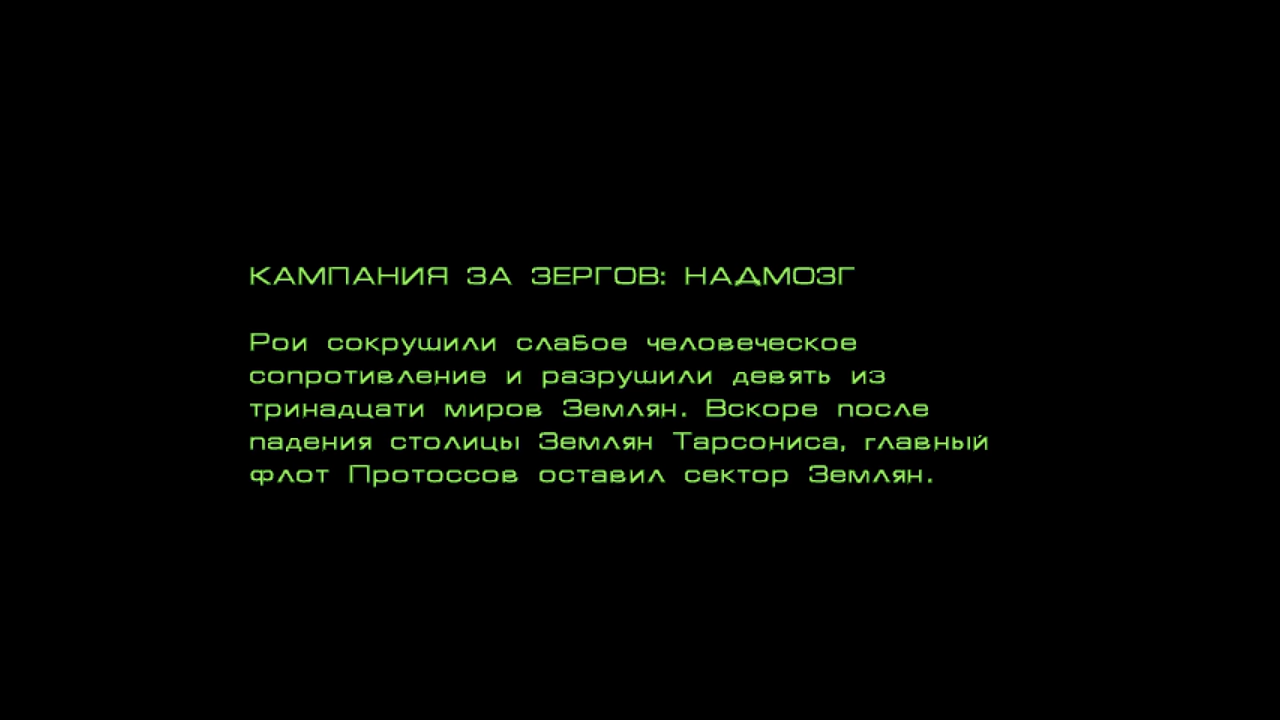 КАМПАНИЯ ЗА ЗЕРГОВ: НАДМОЗГ
Рои сокрушили слабое человеческое
сопротивление и разрушили девять из
тринадцати миров Землян. Вскоре после
падения столицы Землян Тарсониса, главный
флот Протоссов оставил сектор Землян.